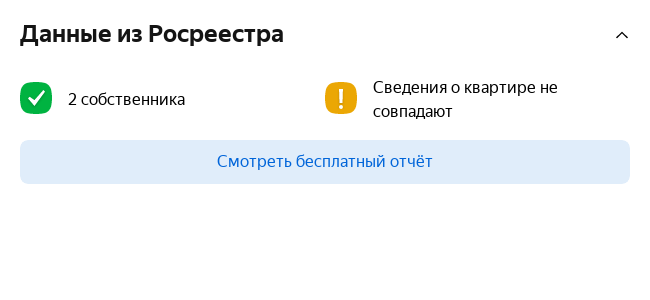 Данные из Росреестра
2 собственника
Сведения о квартире не
совпадают
Смотреть бесплатный отчёт